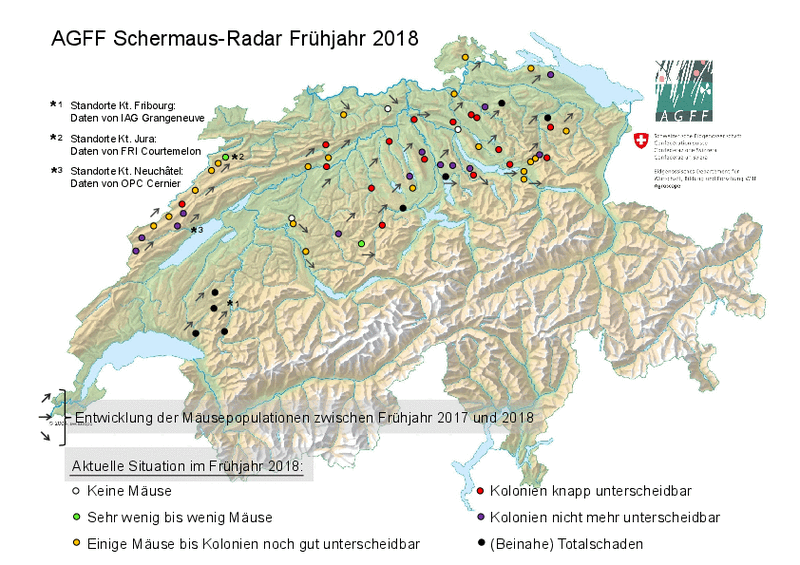 AGFF Schermaus-Radar Frühjahr 2018
*1 Standorte Kt. Fribourg:
Daten von IAG Grangeneuve
*2 Standorte Kt. Jura:
Daten von FRI Courtemelon
*3 Standorte Kt. Neuchâtel:
Daten von OPC Cernier
AGFF
Schweizerische Eidgenossenschaft
Confédération suisse
Confederazione Svizzera
Confederaziun svizra
Eidgenössisches Departement für
Wirtschaft, Bildung und Forschung WBF
Agroscope
*2
*3
*1
Entwicklung der Mäusepopulationen zwischen Frühjahr 2017 und 2018
Aktuelle Situation im Frühjahr 2018:
Keine Mäuse
Sehr wenig bis wenig Mäuse
Einige Mäuse bis Kolonien noch gut unterscheidbar
Kolonien knapp unterscheidbar
Kolonien nicht mehr unterscheidbar
(Beinahe) Totalschaden